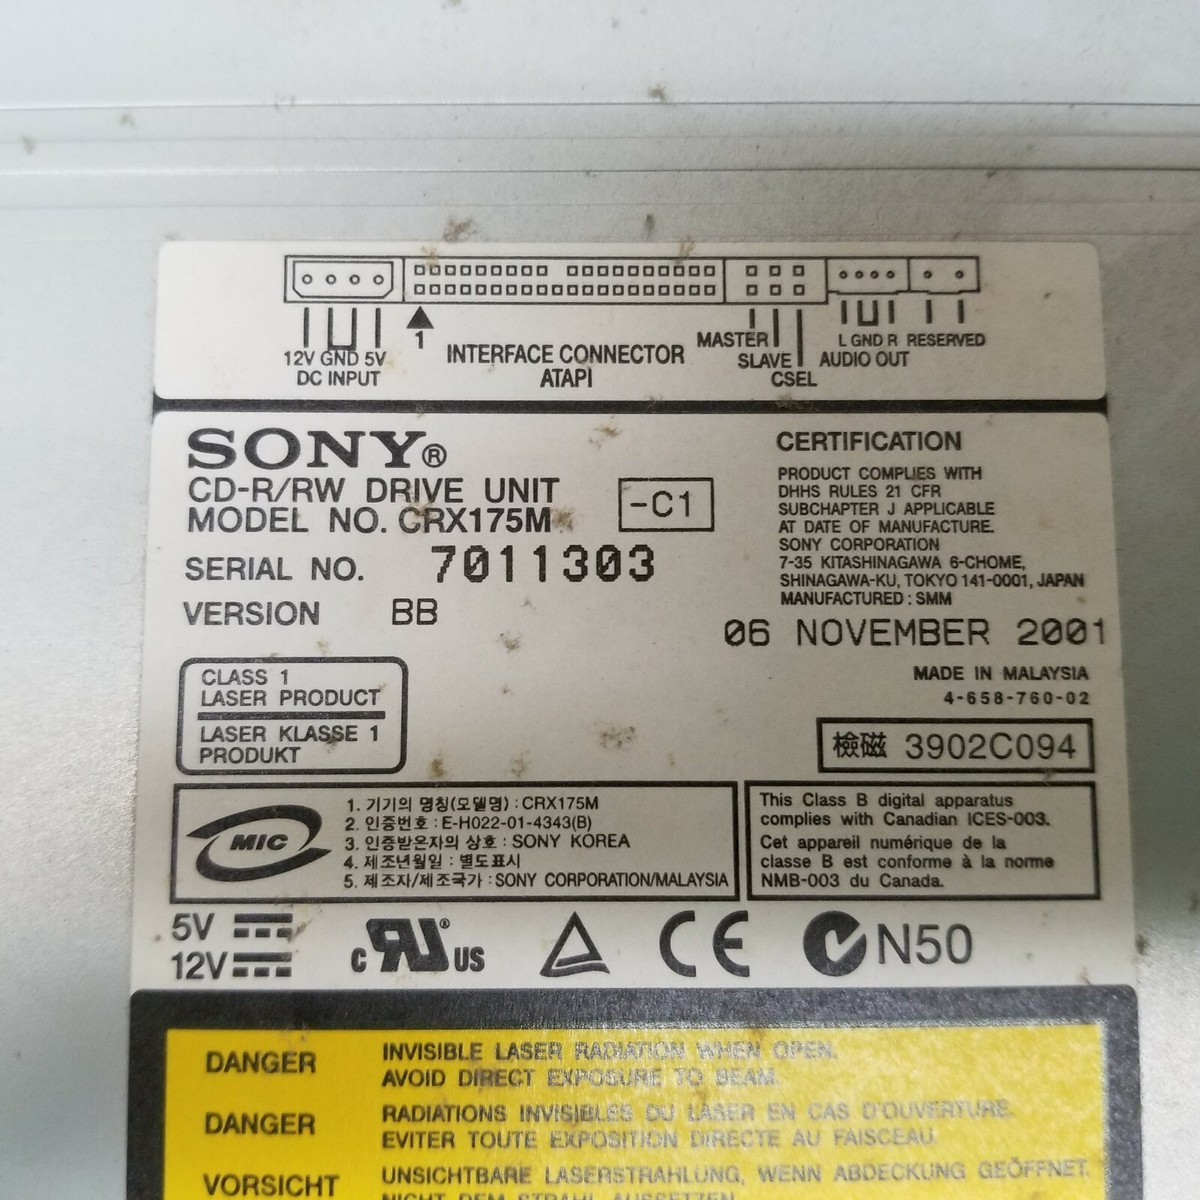 12V GND 5V
DC INPUT
1
INTERFACE CONNECTOR
ATAPI
MASTER
SLAVE
CSEL
L GND R RESERVED
AUDIO OUT
SONY®
CD-R/RW DRIVE UNIT
MODEL NO. CRX175M
-C1
SERIAL NO. 7011303
VERSION BB
CERTIFICATION
PRODUCT COMPLIES WITH
DHHS RULES 21 CFR
SUBCHAPTER J APPLICABLE
AT DATE OF MANUFACTURE.
SONY CORPORATION
7-35 KITASHINAGAWA 6-CHOME,
SHINAGAWA-KU, TOKYO 141-0001, JAPAN
MANUFACTURED : SMM
06 NOVEMBER 2001
MADE IN MALAYSIA
4-658-760-02
CLASS 1
LASER PRODUCT
LASER KLASSE 1
PRODUKT
檢磁 3902C094
MIC
1. 기기의 명칭(모델명) : CRX175M
2. 인증번호 : E-H022-01-4343(B)
3. 인증받은자의 상호 : SONY KOREA
4. 제조년월일 : 별도표시
5. 제조자/제조국가 : SONY CORPORATION/MALAYSIA
This Class B digital apparatus
complies with Canadian ICES-003.
Cet appareil numérique de la
classe B est conforme à la norme
NMB-003 du Canada.
5V
12V
c RU® US
CE
N50
DANGER
INVISIBLE LASER RADIATION WHEN OPEN.
AVOID DIRECT EXPOSURE TO BEAM.
DANGER
RADIATIONS INVISIBLES DU LASER EN CAS D'OUVERTURE.
EVITER TOUTE EXPOSITION DIRECTE AU FAISCEAU.
VORSICHT
UNSICHTBARE LASERSTRAHLUNG, WENN ABDECKUNG GEÖFFNET.
NICHT DEM STRAHL AUSSETZEN.